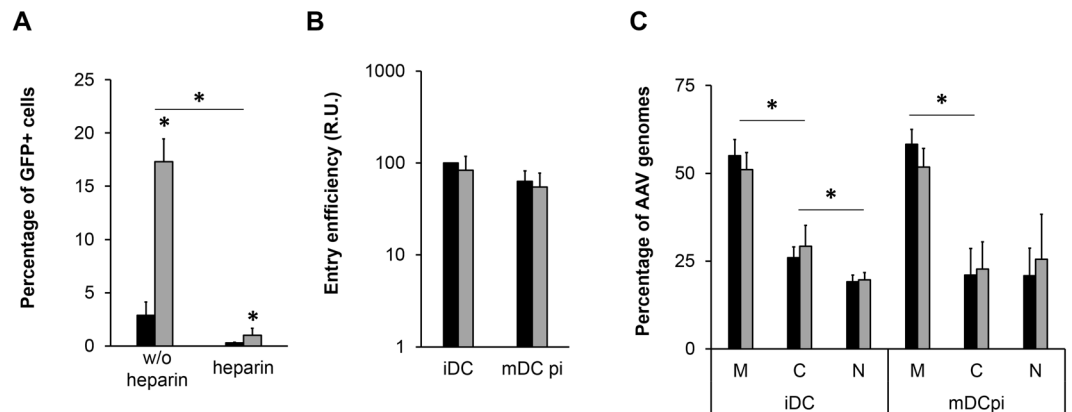 A
Percentage of GFP+ cells
25
20
15
10
5
0
*
*
*
w/o
heparin
heparin
B
Entry enfficiency (R.U.)
1000
100
10
1
iDC
mDC pi
C
Percentage of AAV genomes
75
50
25
0
*
*
*
M
C
N
M
C
N
iDC
mDCpi